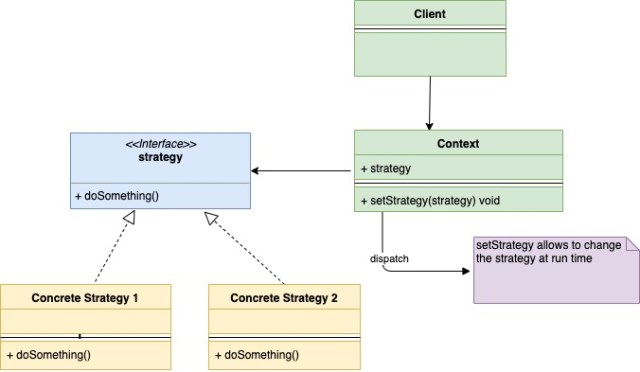 Client
<<Interface>>
strategy
+ doSomething()
Context
+ strategy
+ setStrategy(strategy) void
dispatch
setStrategy allows to change
the strategy at run time
Concrete Strategy 1
+ doSomething()
Concrete Strategy 2
+ doSomething()